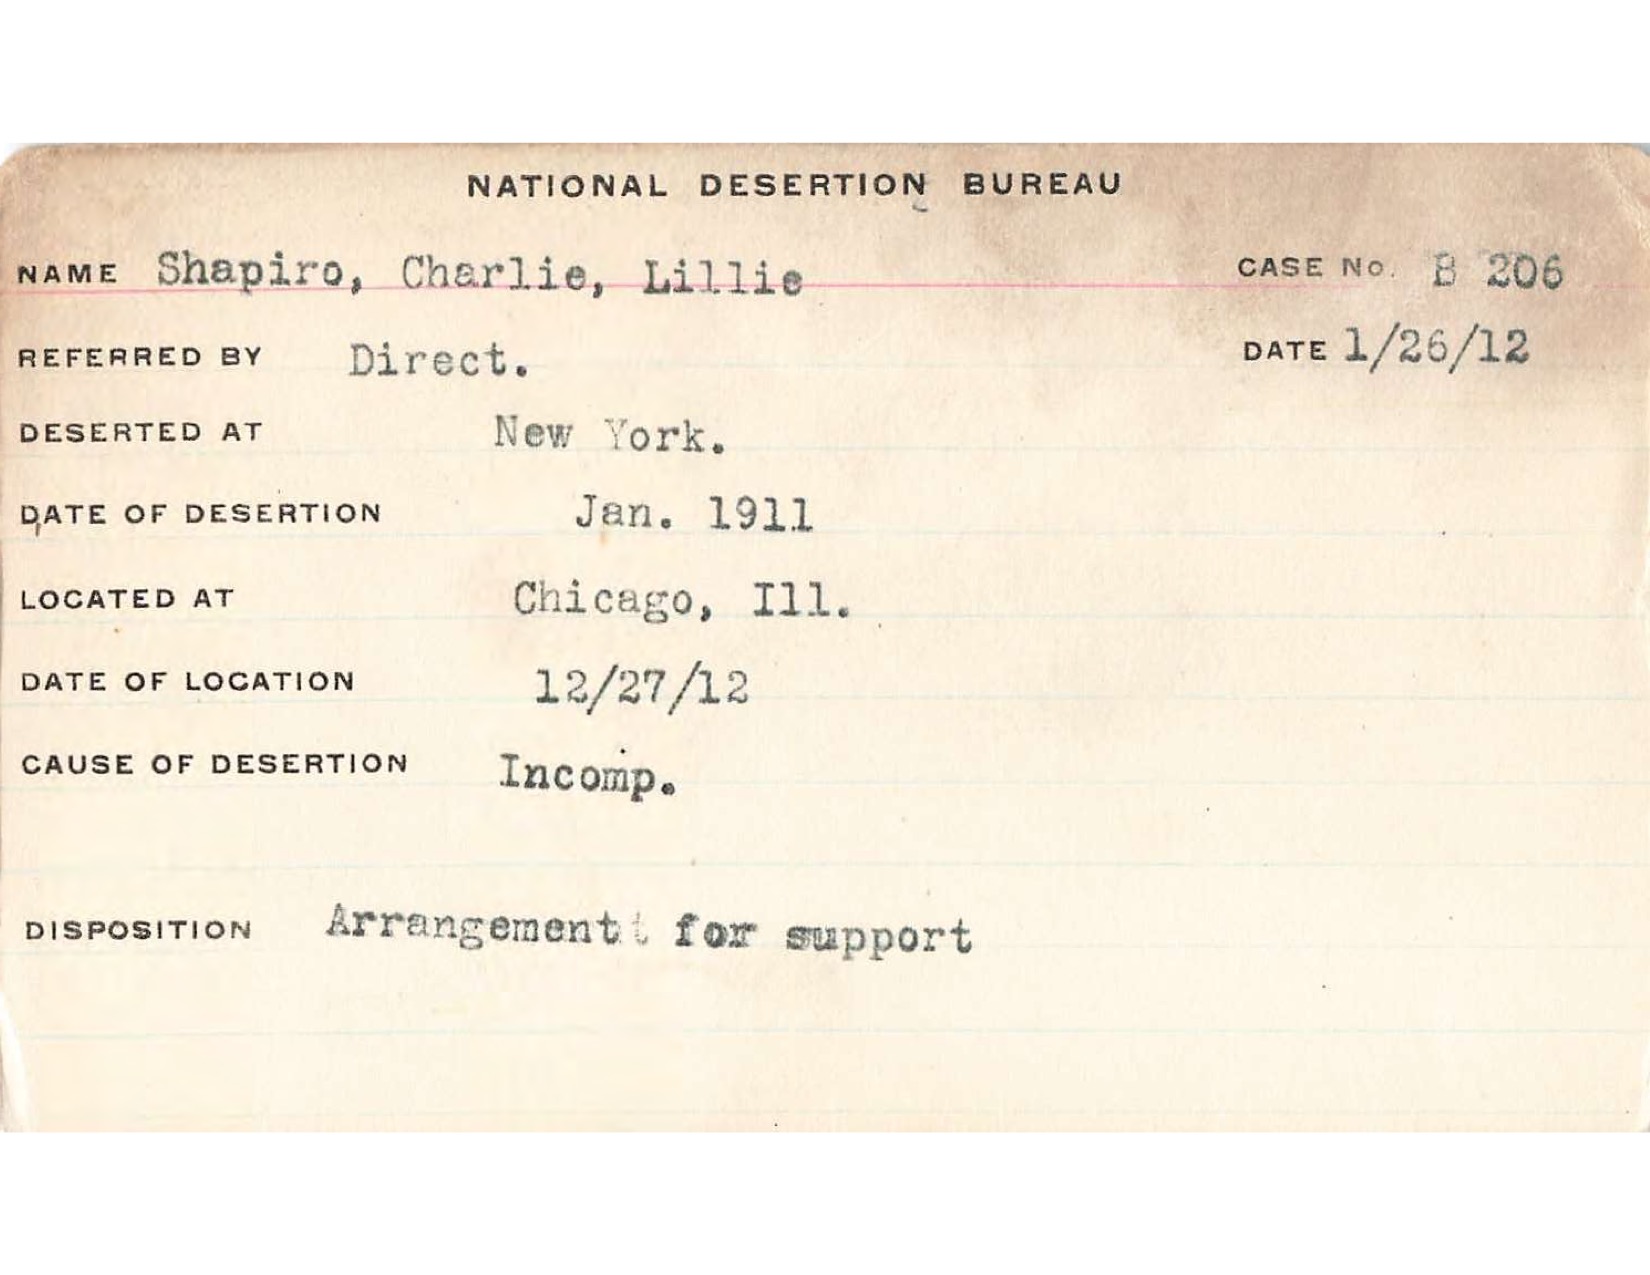 NATIONAL DESERTION BUREAU
NAME Shapiro, Charlie, Lillie CASE No. B 206
REFERRED BY Direct. DATE 1/26/12
DESERTED AT New York.
DATE OF DESERTION Jan. 1911
LOCATED AT Chicago, Ill.
DATE OF LOCATION 12/27/12
CAUSE OF DESERTION Incomp.
DISPOSITION Arrangement for support